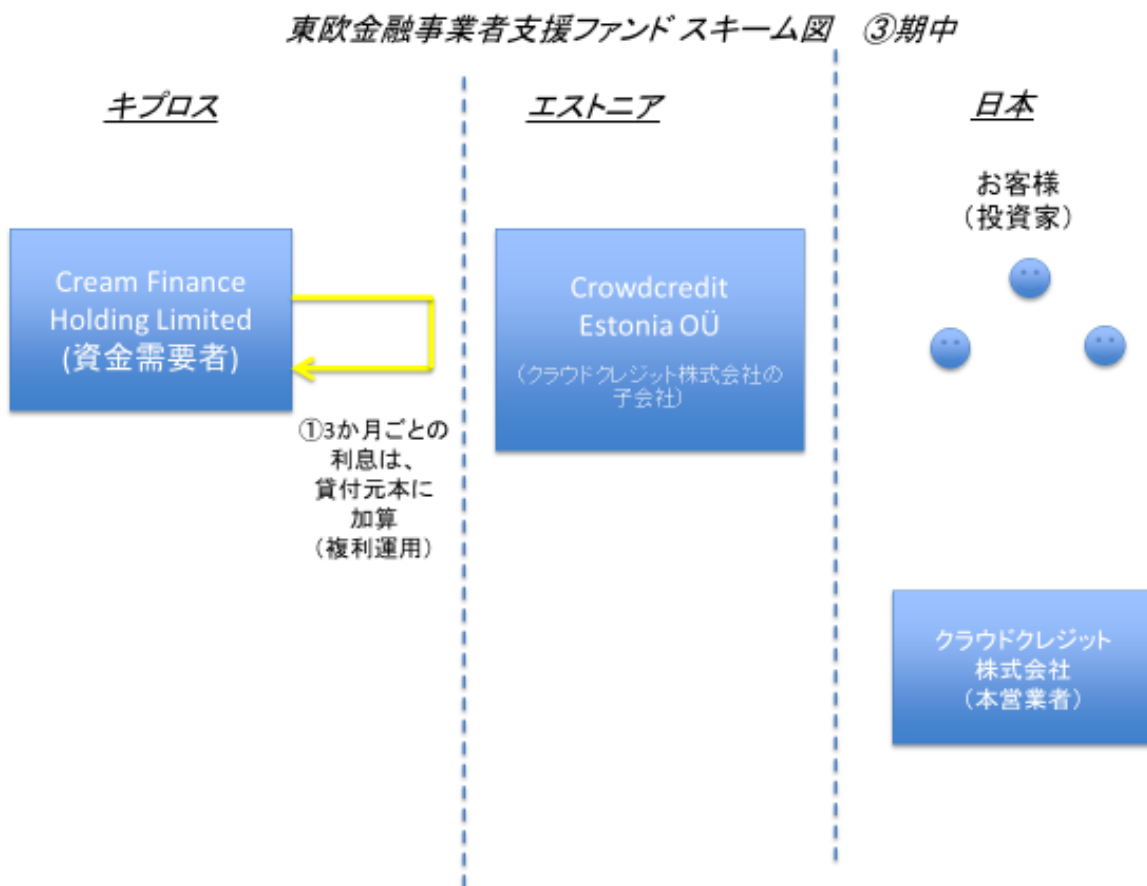 東欧金融事業者支援ファンド スキーム図　③期中
キプロス
エストニア
日本
お客様
（投資家）
Cream Finance
Holding Limited
(資金需要者)
Crowdcredit
Estonia OÜ
（クラウドクレジット株式会社の
子会社）
①3か月ごとの
利息は、
貸付元本に
加算
（複利運用）
クラウドクレジット
株式会社
（本営業者）